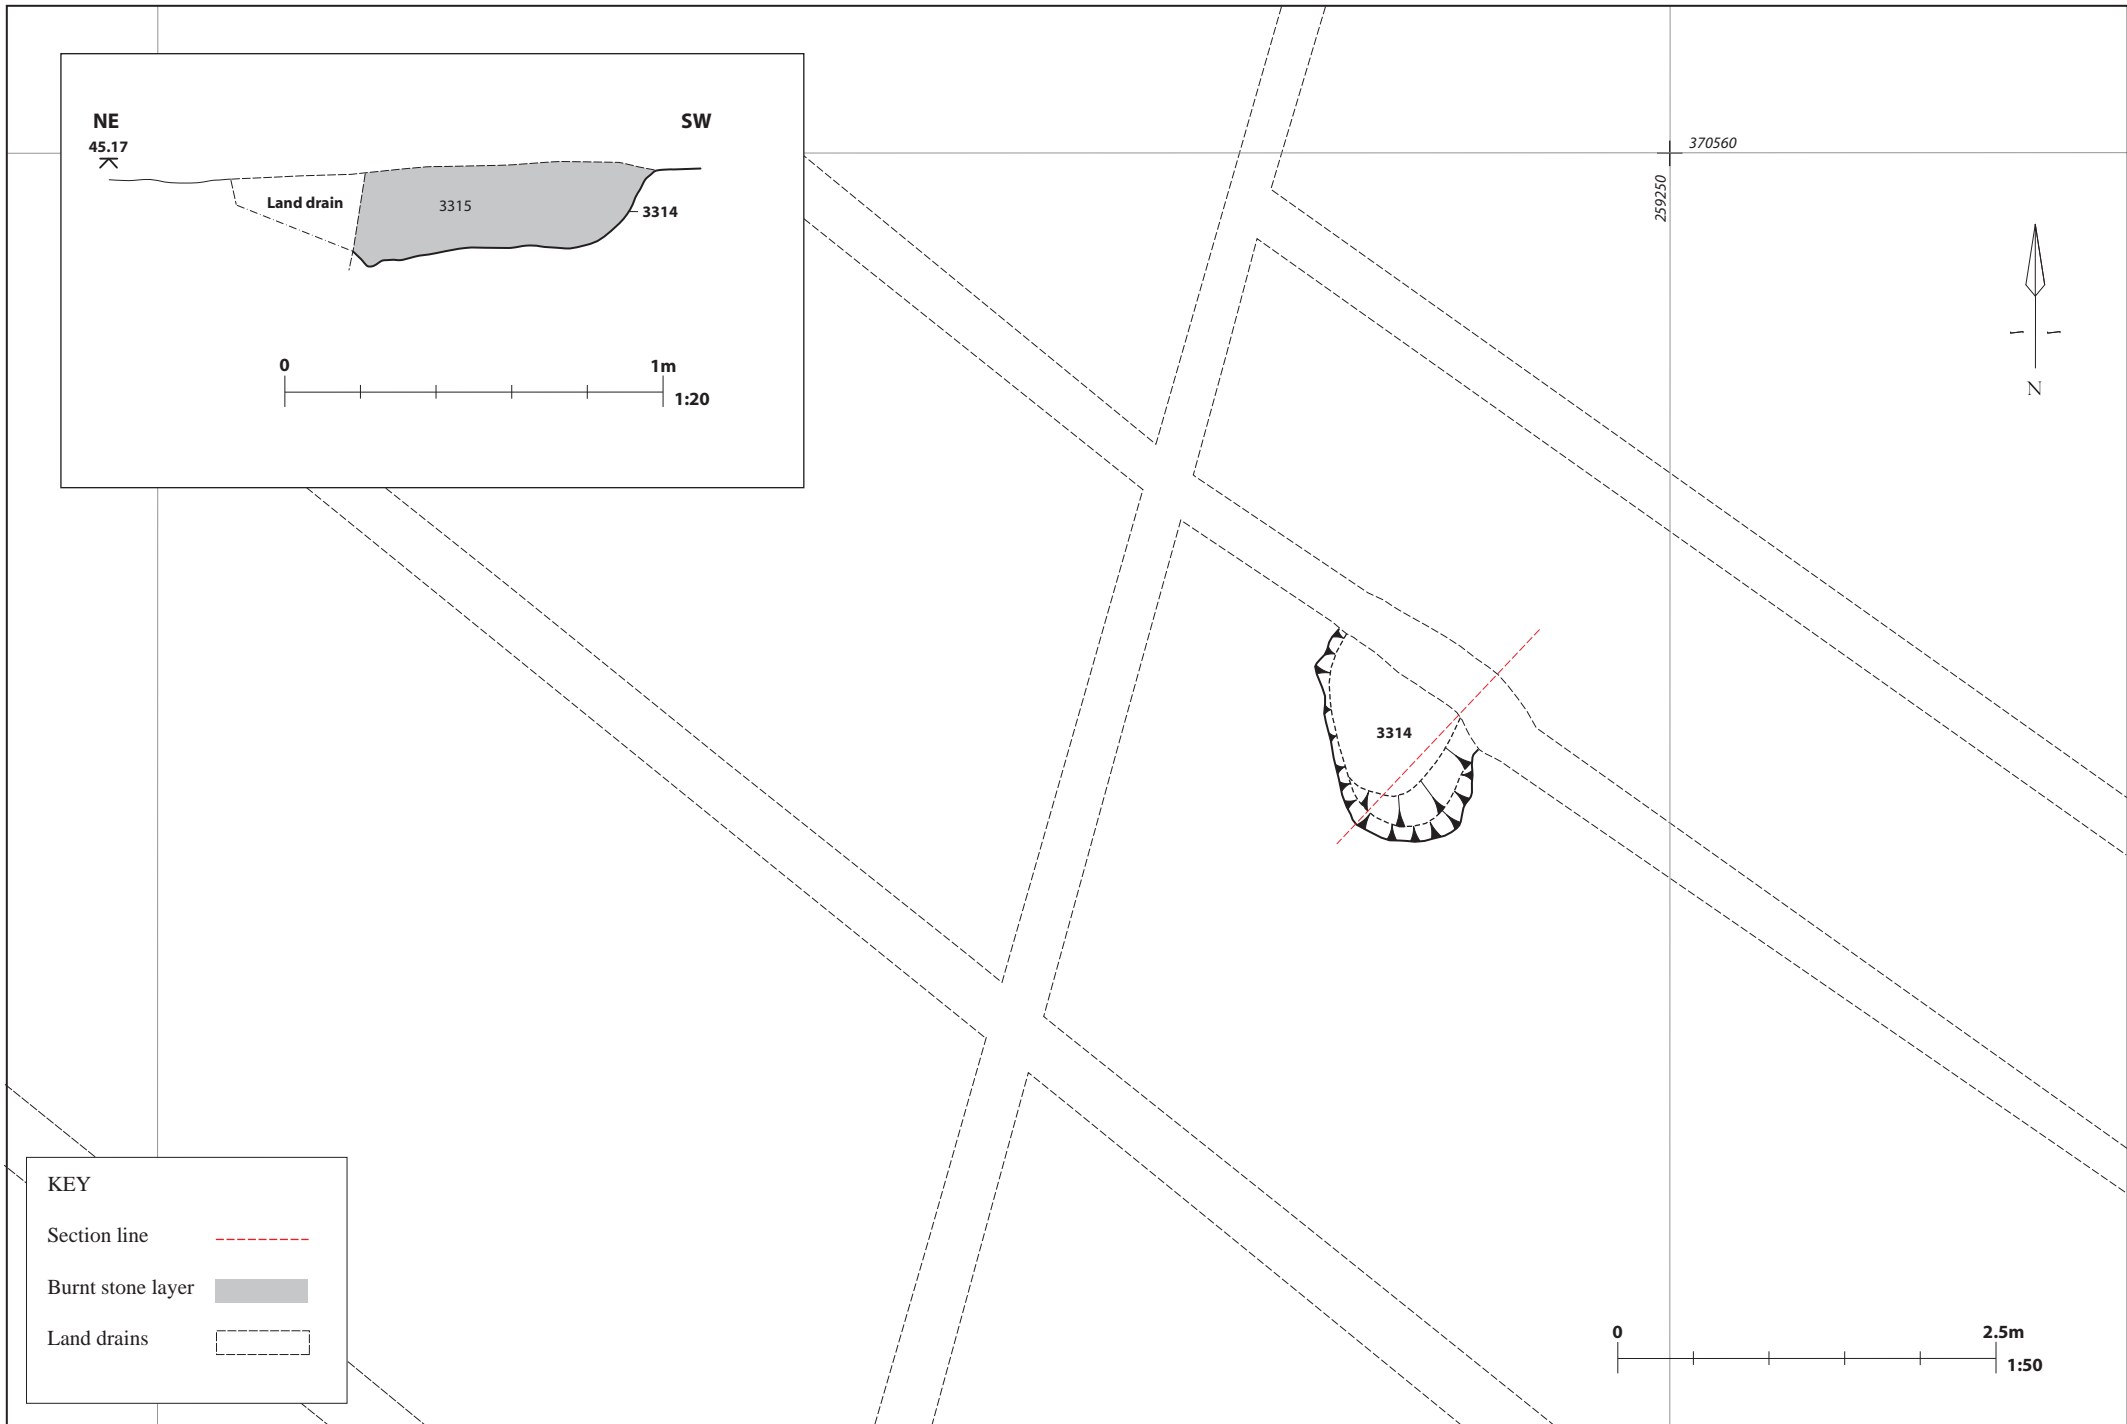 NE
SW
45.17
Land drain
3315
3314
0
1m
1:20
370560
259250
N
3314
KEY
Section line
Burnt stone layer
Land drains
0
2.5m
1:50